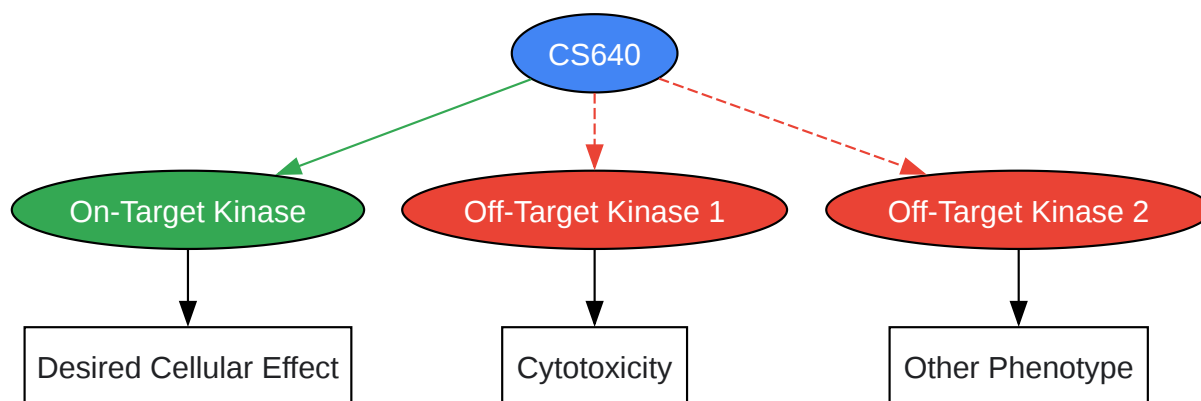 CS640
On-Target Kinase
Off-Target Kinase 1
Off-Target Kinase 2
Desired Cellular Effect
Cytotoxicity
Other Phenotype